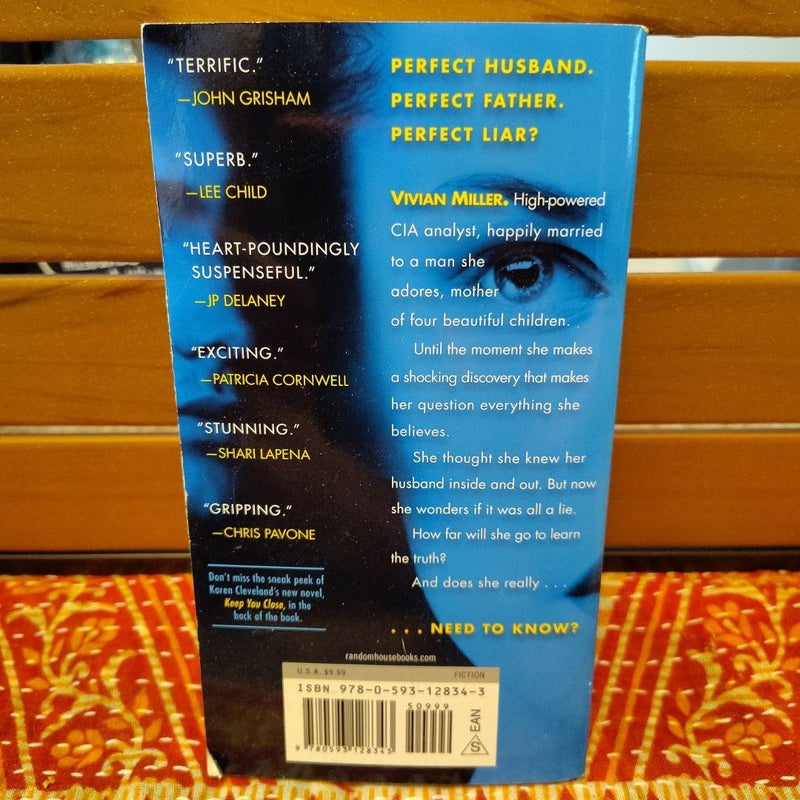 "TERRIFIC."
—JOHN GRISHAM
"SUPERB."
—LEE CHILD
"HEART-POUNDINGLY
SUSPENSEFUL."
—JP DELANEY
"EXCITING."
—PATRICIA CORNWELL
"STUNNING."
—SHARI LAPENA
"GRIPPING."
—CHRIS PAVONE
Don't miss the sneak peek of
Karen Cleveland's new novel,
Keep You Close, in the
back of the book.
PERFECT HUSBAND.
PERFECT FATHER.
PERFECT LIAR?
VIVIAN MILLER. High-powered
CIA analyst, happily married
to a man she
adores, mother
of four beautiful children.
Until the moment she makes
a shocking discovery that makes
her question everything she
believes.
She thought she knew her
husband inside and out. But now
she wonders if it was all a lie.
How far will she go to learn
the truth?
And does she really . . .
. . . NEED TO KNOW?
randomhousebooks.com
U.S.A. $9.99 FICTION
ISBN 978-0-593-12834-3
50999
9 780593 128343
S EAN